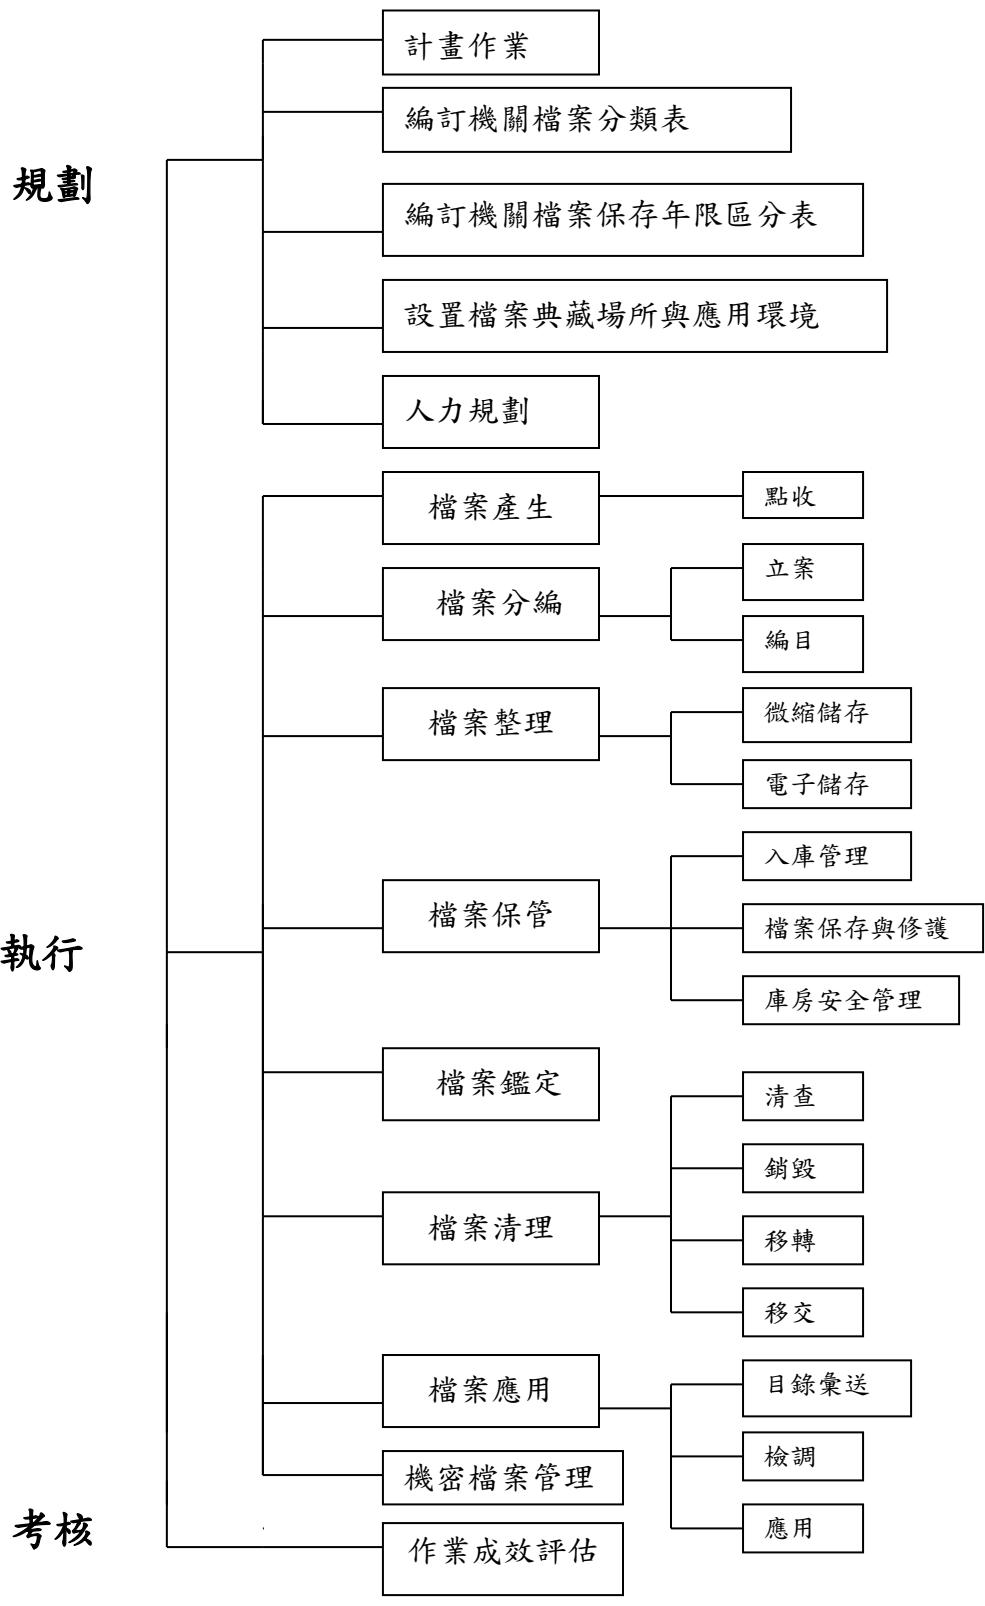 規劃
計畫作業
編訂機關檔案分類表
編訂機關檔案保存年限區分表
設置檔案典藏場所與應用環境
人力規劃
執行
檔案產生
點收
檔案分編
立案
編目
檔案整理
微縮儲存
電子儲存
檔案保管
入庫管理
檔案保存與修護
庫房安全管理
檔案鑑定
檔案清理
清查
銷毀
移轉
移交
檔案應用
目錄彙送
檢調
應用
機密檔案管理
考核
作業成效評估